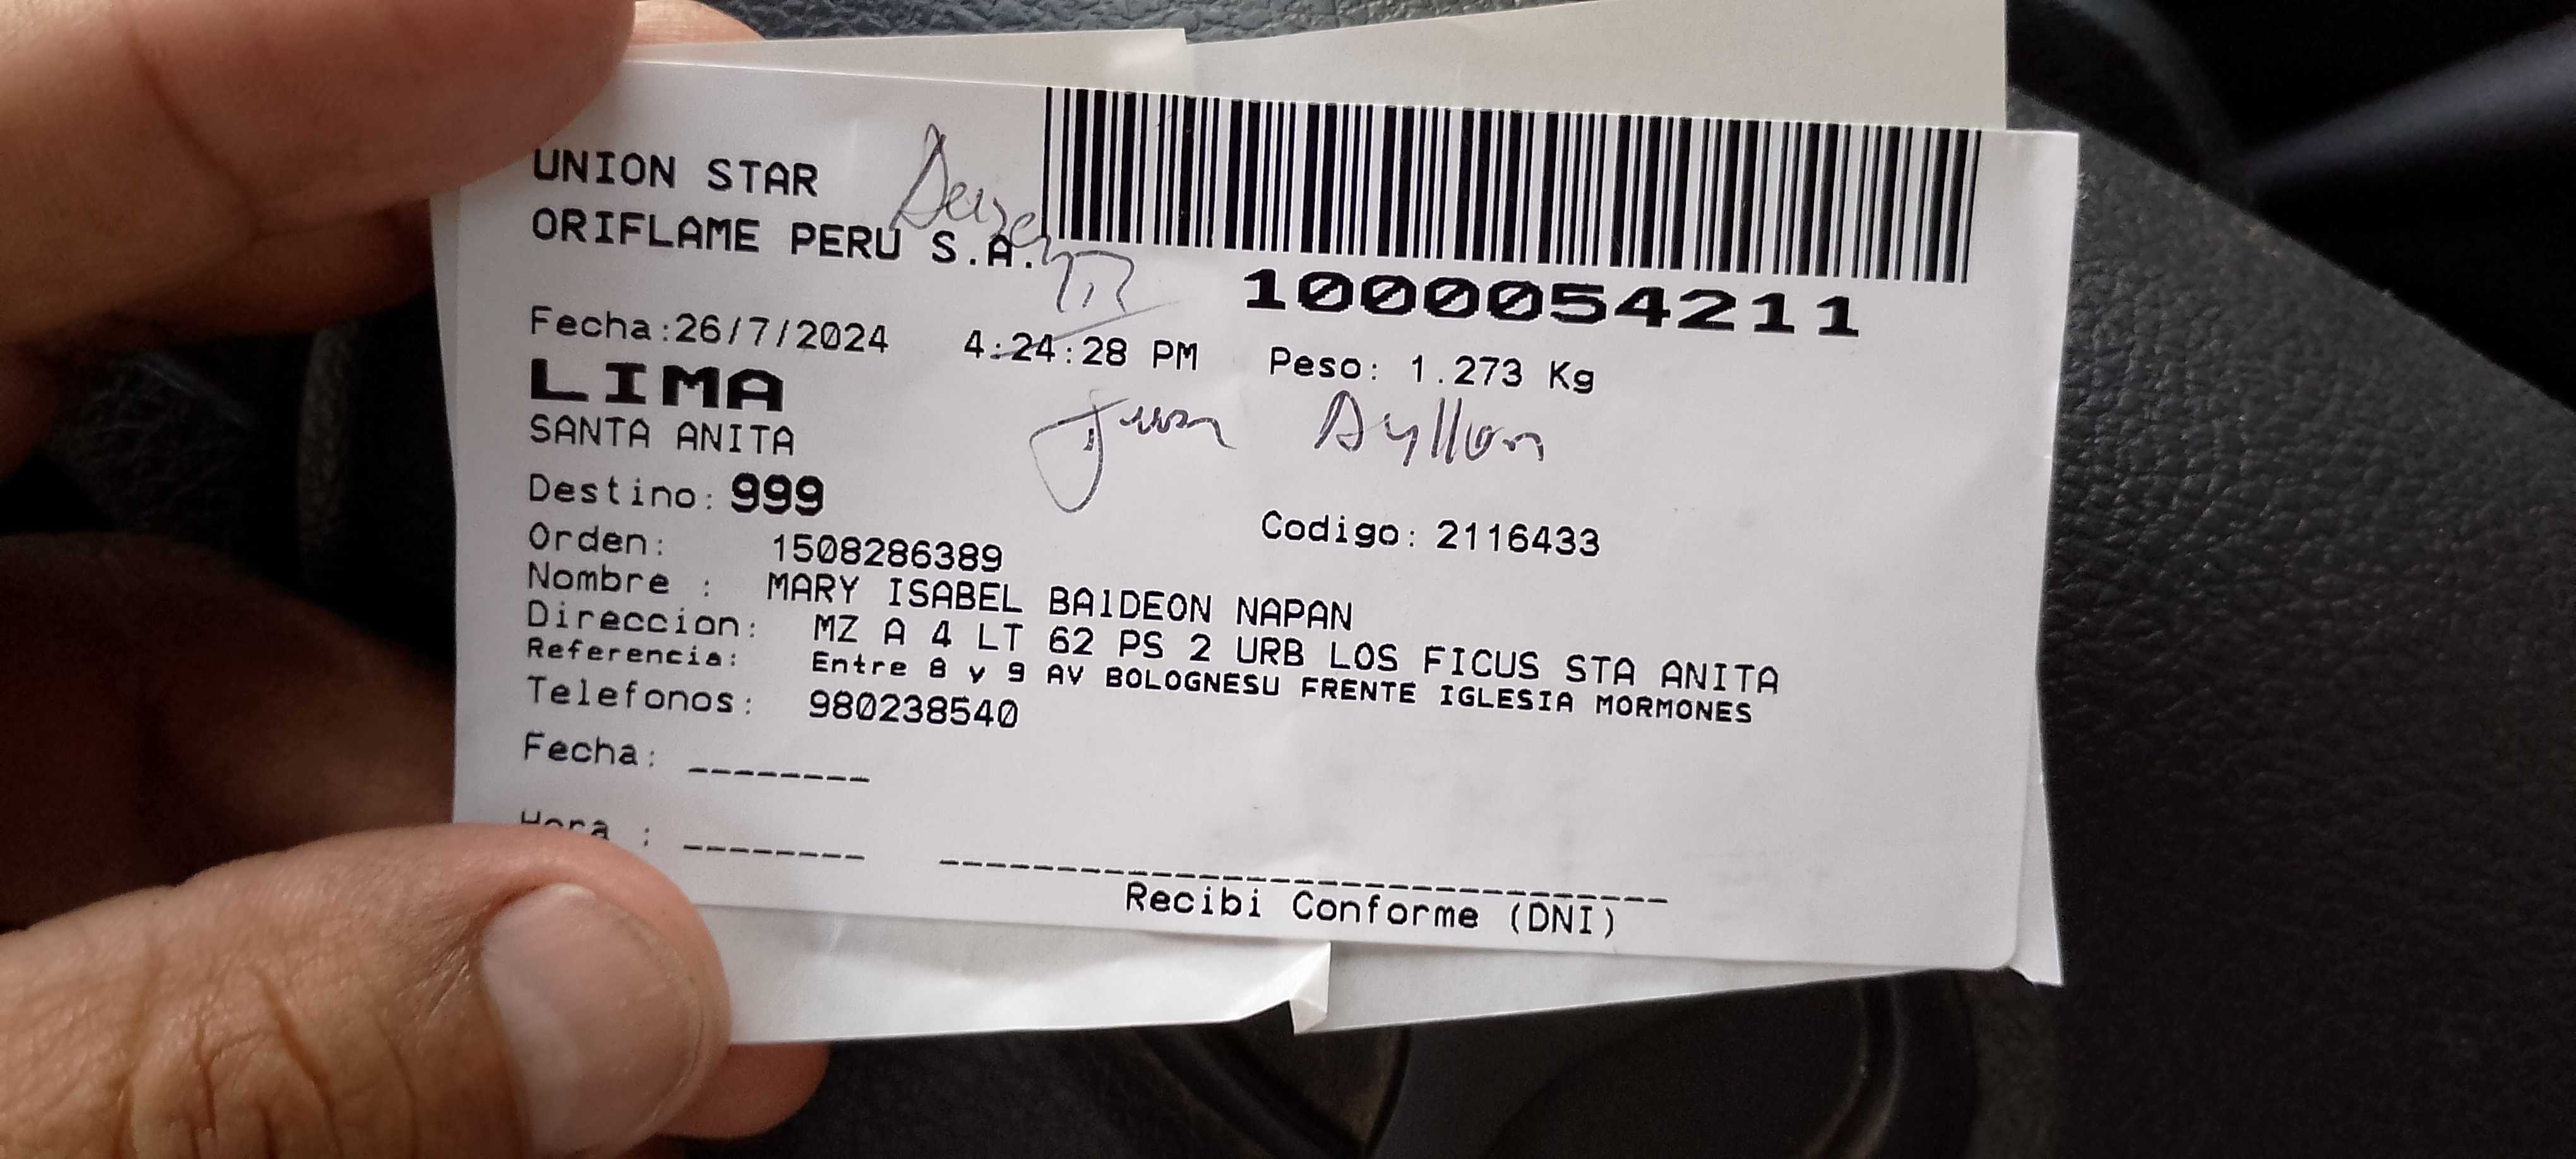 UNION STAR
ORIFLAME PERU S.A.
1000054211
Fecha:26/7/2024 4:24:28 PM Peso: 1.273 Kg
LIMA
SANTA ANITA
Juan Ayllon
Destino: 999
Orden: 1508286389 Codigo: 2116433
Nombre : MARY ISABEL BA1DEON NAPAN
Direccion: MZ A 4 LT 62 PS 2 URB LOS FICUS STA ANITA
Referencia: Entre 8 y 9 AV BOLOGNESU FRENTE IGLESIA MORMONES
Telefonos: 980238540
Fecha: --------
Hora : --------
Recibi Conforme (DNI)